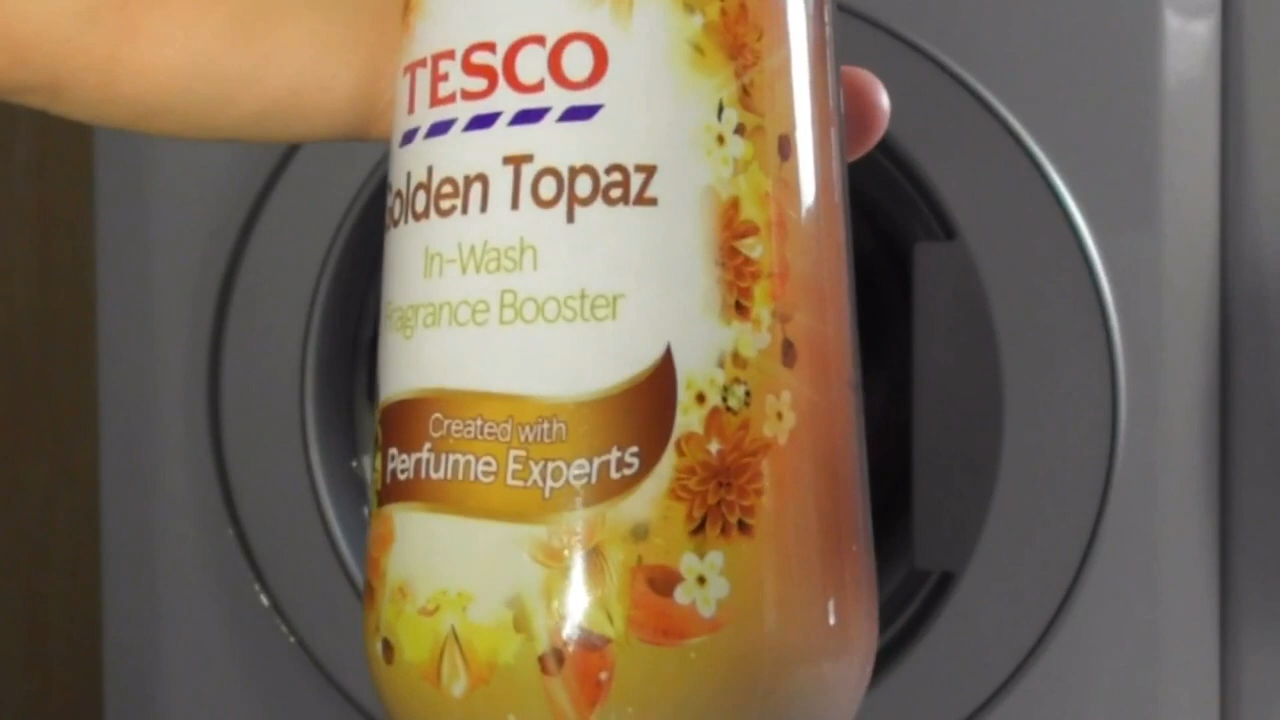 TESCO
Golden Topaz
In-Wash
Fragrance Booster
Created with
Perfume Experts